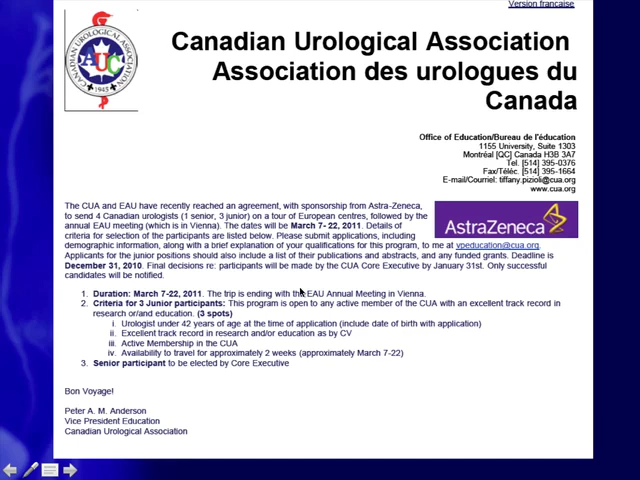 Version française
CANADIAN UROLOGICAL ASSOCIATION
AUC
1945
Canadian Urological Association
Association des urologues du
Canada
Office of Education/Bureau de l'éducation
1155 University, Suite 1303
Montréal [QC] Canada H3B 3A7
Tel. [514] 395-0376
Fax/Téléc. [514] 395-1664
E-mail/Courriel: tiffany.pizioli@cua.org
www.cua.org
The CUA and EAU have recently reached an agreement, with sponsorship from Astra-Zeneca,
to send 4 Canadian urologists (1 senior, 3 junior) on a tour of European centres, followed by the
annual EAU meeting (which is in Vienna). The dates will be March 7- 22, 2011. Details of
criteria for selection of the participants are listed below. Please submit applications, including
demographic information, along with a brief explanation of your qualifications for this program, to me at vpeducation@cua.org.
Applicants for the junior positions should also include a list of their publications and abstracts, and any funded grants. Deadline is
December 31, 2010. Final decisions re: participants will be made by the CUA Core Executive by January 31st. Only successful
candidates will be notified.
AstraZeneca
1. Duration: March 7-22, 2011. The trip is ending with the EAU Annual Meeting in Vienna.
2. Criteria for 3 Junior participants: This program is open to any active member of the CUA with an excellent track record in
research or/and education. (3 spots)
i. Urologist under 42 years of age at the time of application (include date of birth with application)
ii. Excellent track record in research and/or education as by CV
iii. Active Membership in the CUA
iv. Availability to travel for approximately 2 weeks (approximately March 7-22)
3. Senior participant to be elected by Core Executive
Bon Voyage!
Peter A. M. Anderson
Vice President Education
Canadian Urological Association